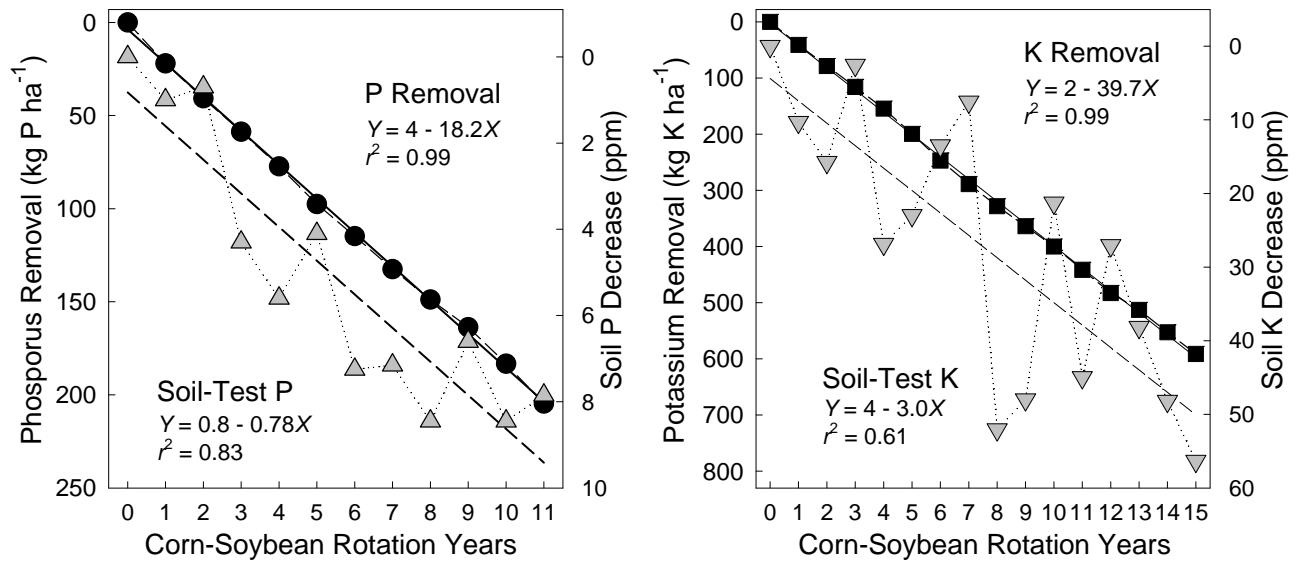 Phosporus Removal (kg P ha-1)
0
50
100
150
200
250
P Removal
Y = 4 - 18.2X
r2 = 0.99
Soil-Test P
Y = 0.8 - 0.78X
r2 = 0.83
0
2
4
6
8
10
Soil P Decrease (ppm)
0 1 2 3 4 5 6 7 8 9 10 11
Corn-Soybean Rotation Years
Potassium Removal (kg K ha-1)
0
100
200
300
400
500
600
700
800
K Removal
Y = 2 - 39.7X
r2 = 0.99
Soil-Test K
Y = 4 - 3.0X
r2 = 0.61
0
10
20
30
40
50
60
Soil K Decrease (ppm)
0 1 2 3 4 5 6 7 8 9 10 11 12 13 14 15
Corn-Soybean Rotation Years